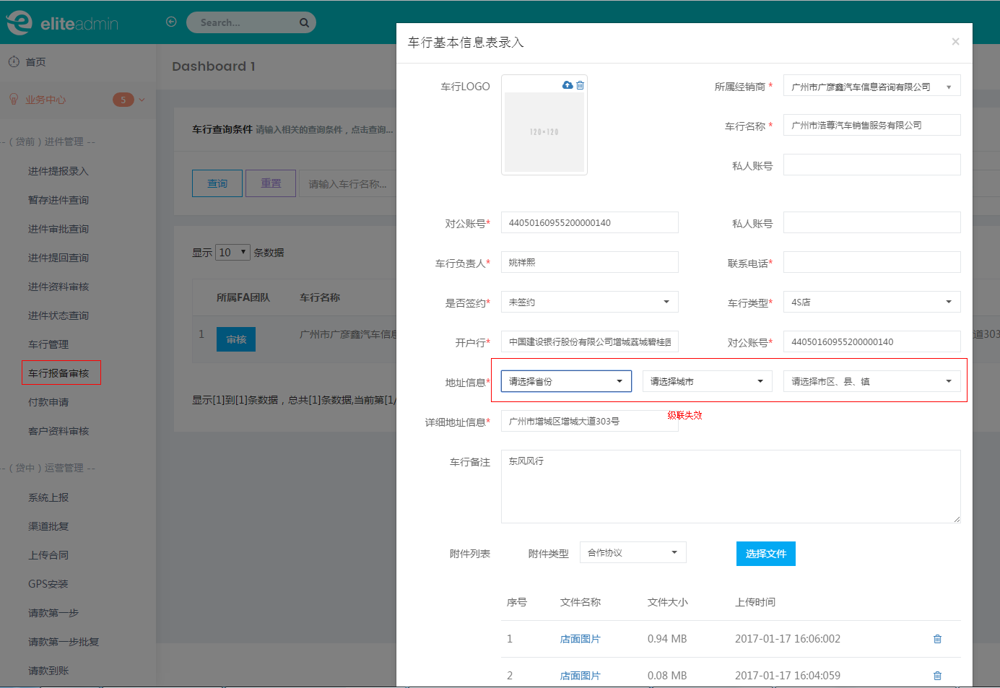 eliteadmin
Search...
首页
业务中心
5
--（贷前）进件管理 --
进件提报录入
暂存进件查询
进件审批查询
进件提回查询
进件资料审核
进件状态查询
车行管理
车行报备审核
付款申请
客户资料审核
--（贷中）运营管理 --
系统上报
渠道批复
上传合同
GPS安装
请款第一步
请款第一步批复
请款到账
Dashboard 1
车行查询条件 请输入相关的查询条件，点击查询...
查询 重置 请输入车行名称...
显示 10 条数据
所属FA团队 车行名称
1 审核 广州市广彦鑫汽车信息
道303
显示[1]到[1]条数据，总共[1]条数据,当前第[1/
车行基本信息表录入 ×
车行LOGO
120×120
所属经销商 * 广州市广彦鑫汽车信息咨询有限公司
车行名称 * 广州市浩尊汽车销售服务有限公司
私人账号
对公账号* 44050160955200000140 私人账号
车行负责人* 姚祥熙 联系电话*
是否签约* 未签约 车行类型* 4S店
开户行* 中国建设银行股份有限公司增城荔城碧桂园 对公账号* 44050160955200000140
地址信息* 请选择省份 请选择城市 请选择市区、县、镇
级联失效
详细地址信息* 广州市增城区增城大道303号
车行备注 东风风行
附件列表 附件类型 合作协议 选择文件
序号 文件名称 文件大小 上传时间
1 店面图片 0.94 MB 2017-01-17 16:06:002
2 店面图片 0.08 MB 2017-01-17 16:04:059